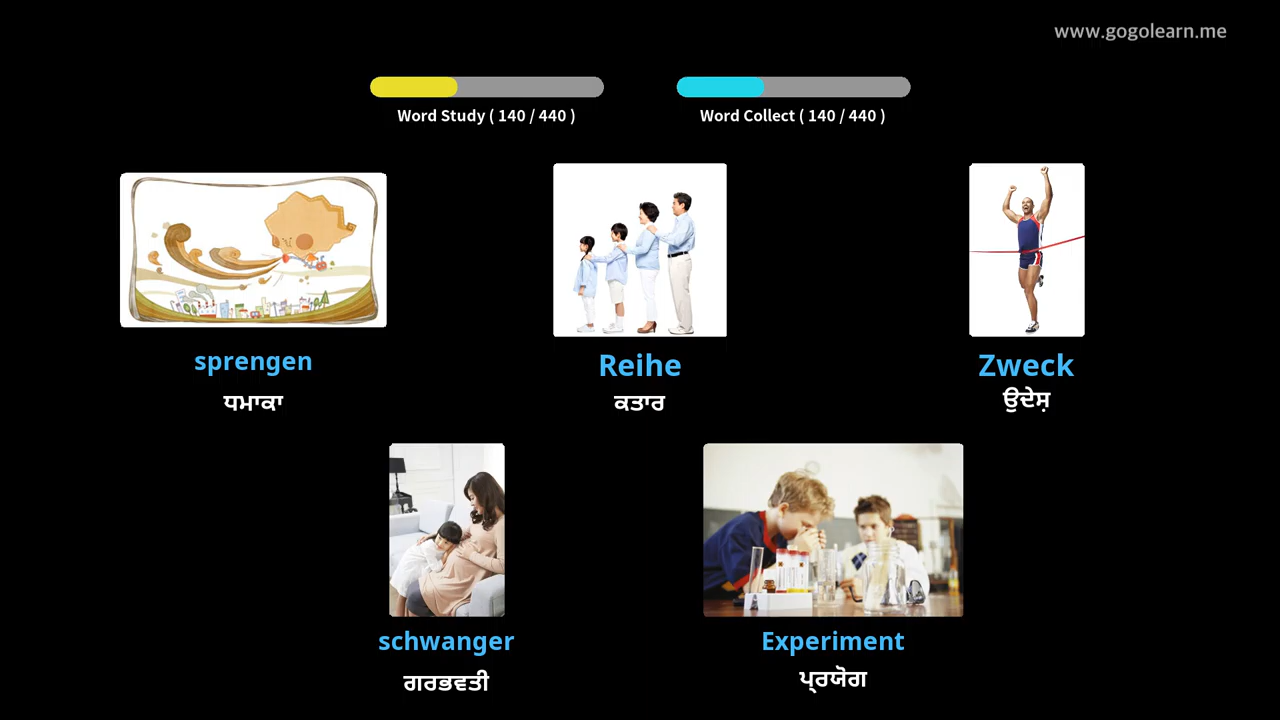 www.gogolearn.me
Word Study ( 140 / 440 )
Word Collect ( 140 / 440 )
sprengen
ਧਮਾਕਾ
Reihe
ਕਤਾਰ
Zweck
ਉਦੇਸ਼
schwanger
ਗਰਭਵਤੀ
Experiment
ਪ੍ਰਯੋਗ